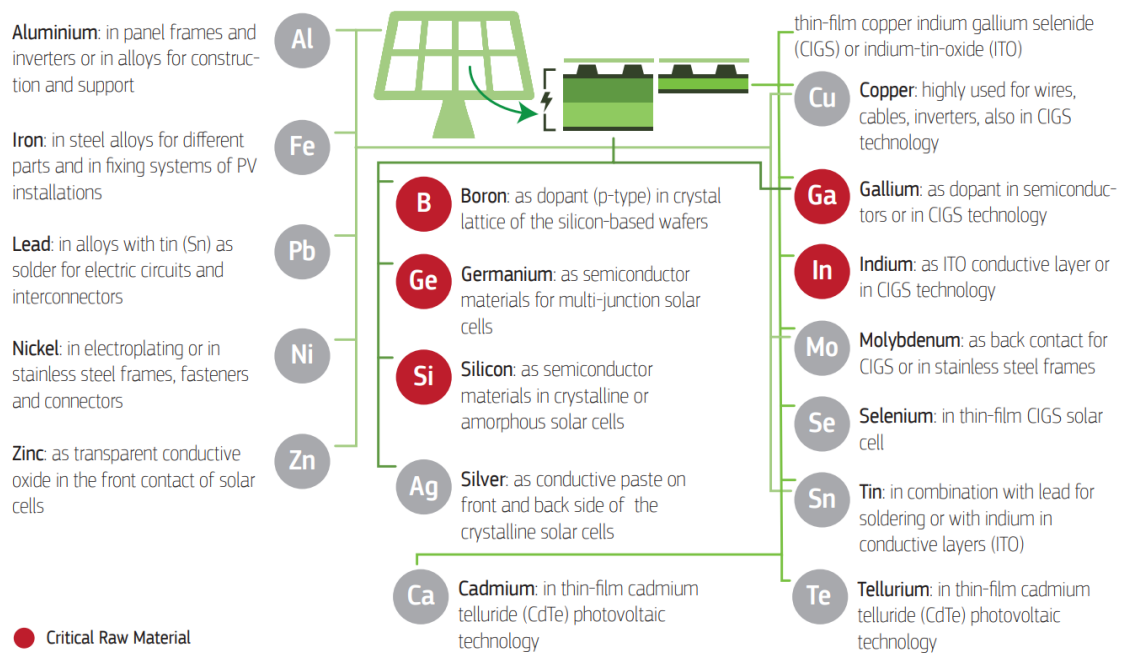 Aluminium: in panel frames and
inverters or in alloys for construc-
tion and support
Al
Iron: in steel alloys for different
parts and in fixing systems of PV
installations
Fe
Lead: in alloys with tin (Sn) as
solder for electric circuits and
interconnectors
Pb
Nickel: in electroplating or in
stainless steel frames, fasteners
and connectors
Ni
Zinc: as transparent conductive
oxide in the front contact of solar
cells
Zn
B
Boron: as dopant (p-type) in crystal
lattice of the silicon-based wafers
Ge
Germanium: as semiconductor
materials for multi-junction solar
cells
Si
Silicon: as semiconductor
materials in crystalline or
amorphous solar cells
Ag
Silver: as conductive paste on
front and back side of the
crystalline solar cells
Ca
Cadmium: in thin-film cadmium
telluride (CdTe) photovoltaic
technology
thin-film copper indium gallium selenide
(CIGS) or indium-tin-oxide (ITO)
Cu
Copper: highly used for wires,
cables, inverters, also in CIGS
technology
Ga
Gallium: as dopant in semiconduc-
tors or in CIGS technology
In
Indium: as ITO conductive layer or
in CIGS technology
Mo
Molybdenum: as back contact for
CIGS or in stainless steel frames
Se
Selenium: in thin-film CIGS solar
cell
Sn
Tin: in combination with lead for
soldering or with indium in
conductive layers (ITO)
Te
Tellurium: in thin-film cadmium
telluride (CdTe) photovoltaic
technology
Critical Raw Material